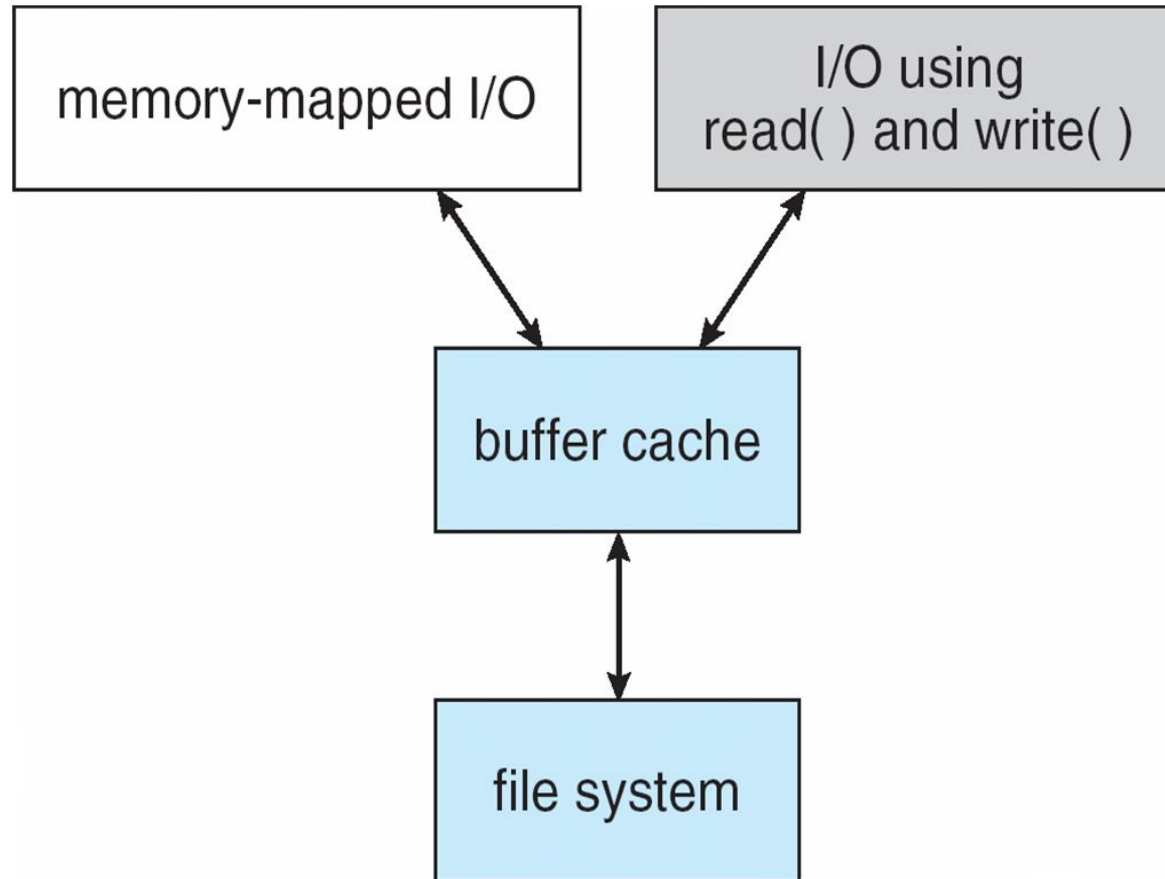 memory-mapped I/O
I/O using
read( ) and write( )
buffer cache
file system